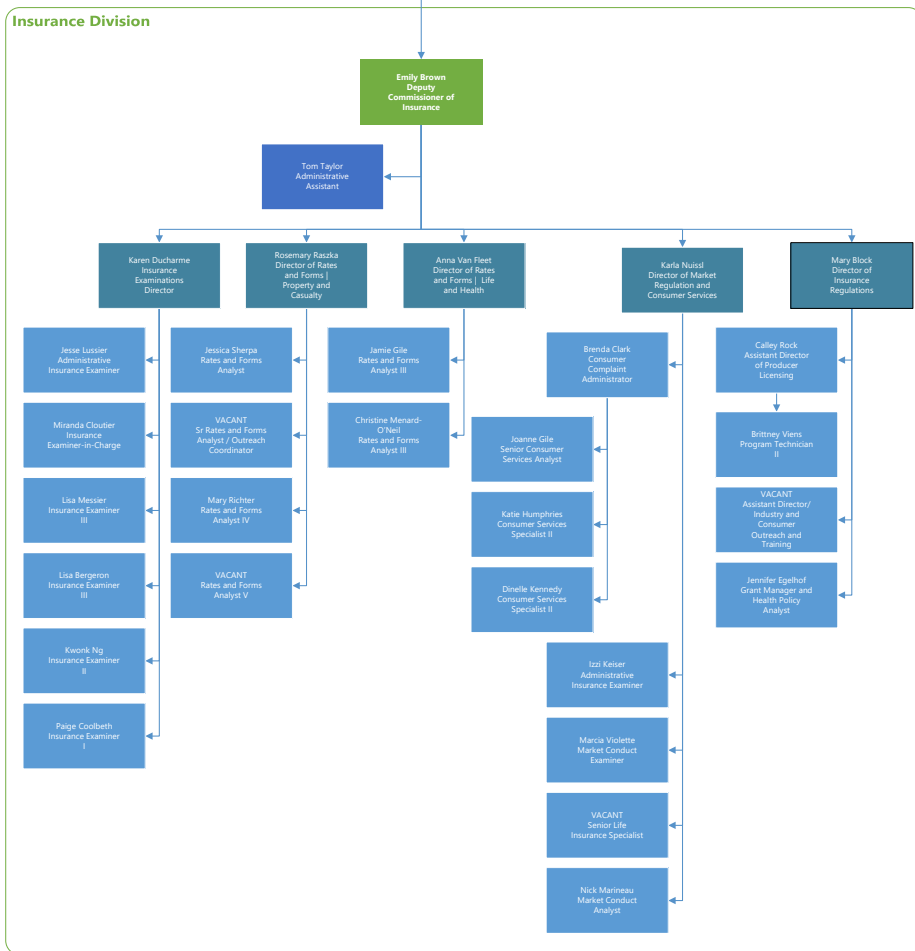 Insurance Division
Emily Brown
Deputy
Commissioner of
Insurance
Tom Taylor
Administrative
Assistant
Karen Ducharme
Insurance
Examinations
Director
Rosemary Raszka
Director of Rates
and Forms |
Property and
Casualty
Anna Van Fleet
Director of Rates
and Forms | Life
and Health
Karla Nuissl
Director of Market
Regulation and
Consumer Services
Mary Block
Director of
Insurance
Regulations
Jesse Lussier
Administrative
Insurance Examiner
Miranda Cloutier
Insurance
Examiner-in-Charge
Lisa Messier
Insurance Examiner
III
Lisa Bergeron
Insurance Examiner
III
Kwonk Ng
Insurance Examiner
II
Paige Coolbeth
Insurance Examiner
I
Jessica Sherpa
Rates and Forms
Analyst
VACANT
Sr Rates and Forms
Analyst / Outreach
Coordinator
Mary Richter
Rates and Forms
Analyst IV
VACANT
Rates and Forms
Analyst V
Jamie Gile
Rates and Forms
Analyst III
Christine Menard-
O'Neil
Rates and Forms
Analyst III
Brenda Clark
Consumer
Complaint
Administrator
Joanne Gile
Senior Consumer
Services Analyst
Katie Humphries
Consumer Services
Specialist II
Dinelle Kennedy
Consumer Services
Specialist II
Izzi Keiser
Administrative
Insurance Examiner
Marcia Violette
Market Conduct
Examiner
VACANT
Senior Life
Insurance Specialist
Nick Marineau
Market Conduct
Analyst
Calley Rock
Assistant Director
of Producer
Licensing
Brittney Viens
Program Technician
II
VACANT
Assistant Director/
Industry and
Consumer
Outreach and
Training
Jennifer Egelhof
Grant Manager and
Health Policy
Analyst